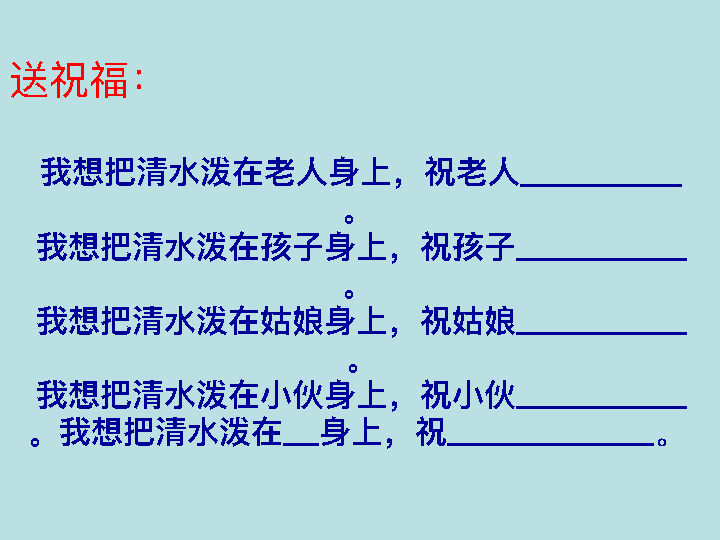 送祝福：
我想把清水泼在老人身上，祝老人__________
。
我想把清水泼在孩子身上，祝孩子__________
。
我想把清水泼在姑娘身上，祝姑娘__________
。
我想把清水泼在小伙身上，祝小伙__________
。我想把清水泼在__身上，祝____________。